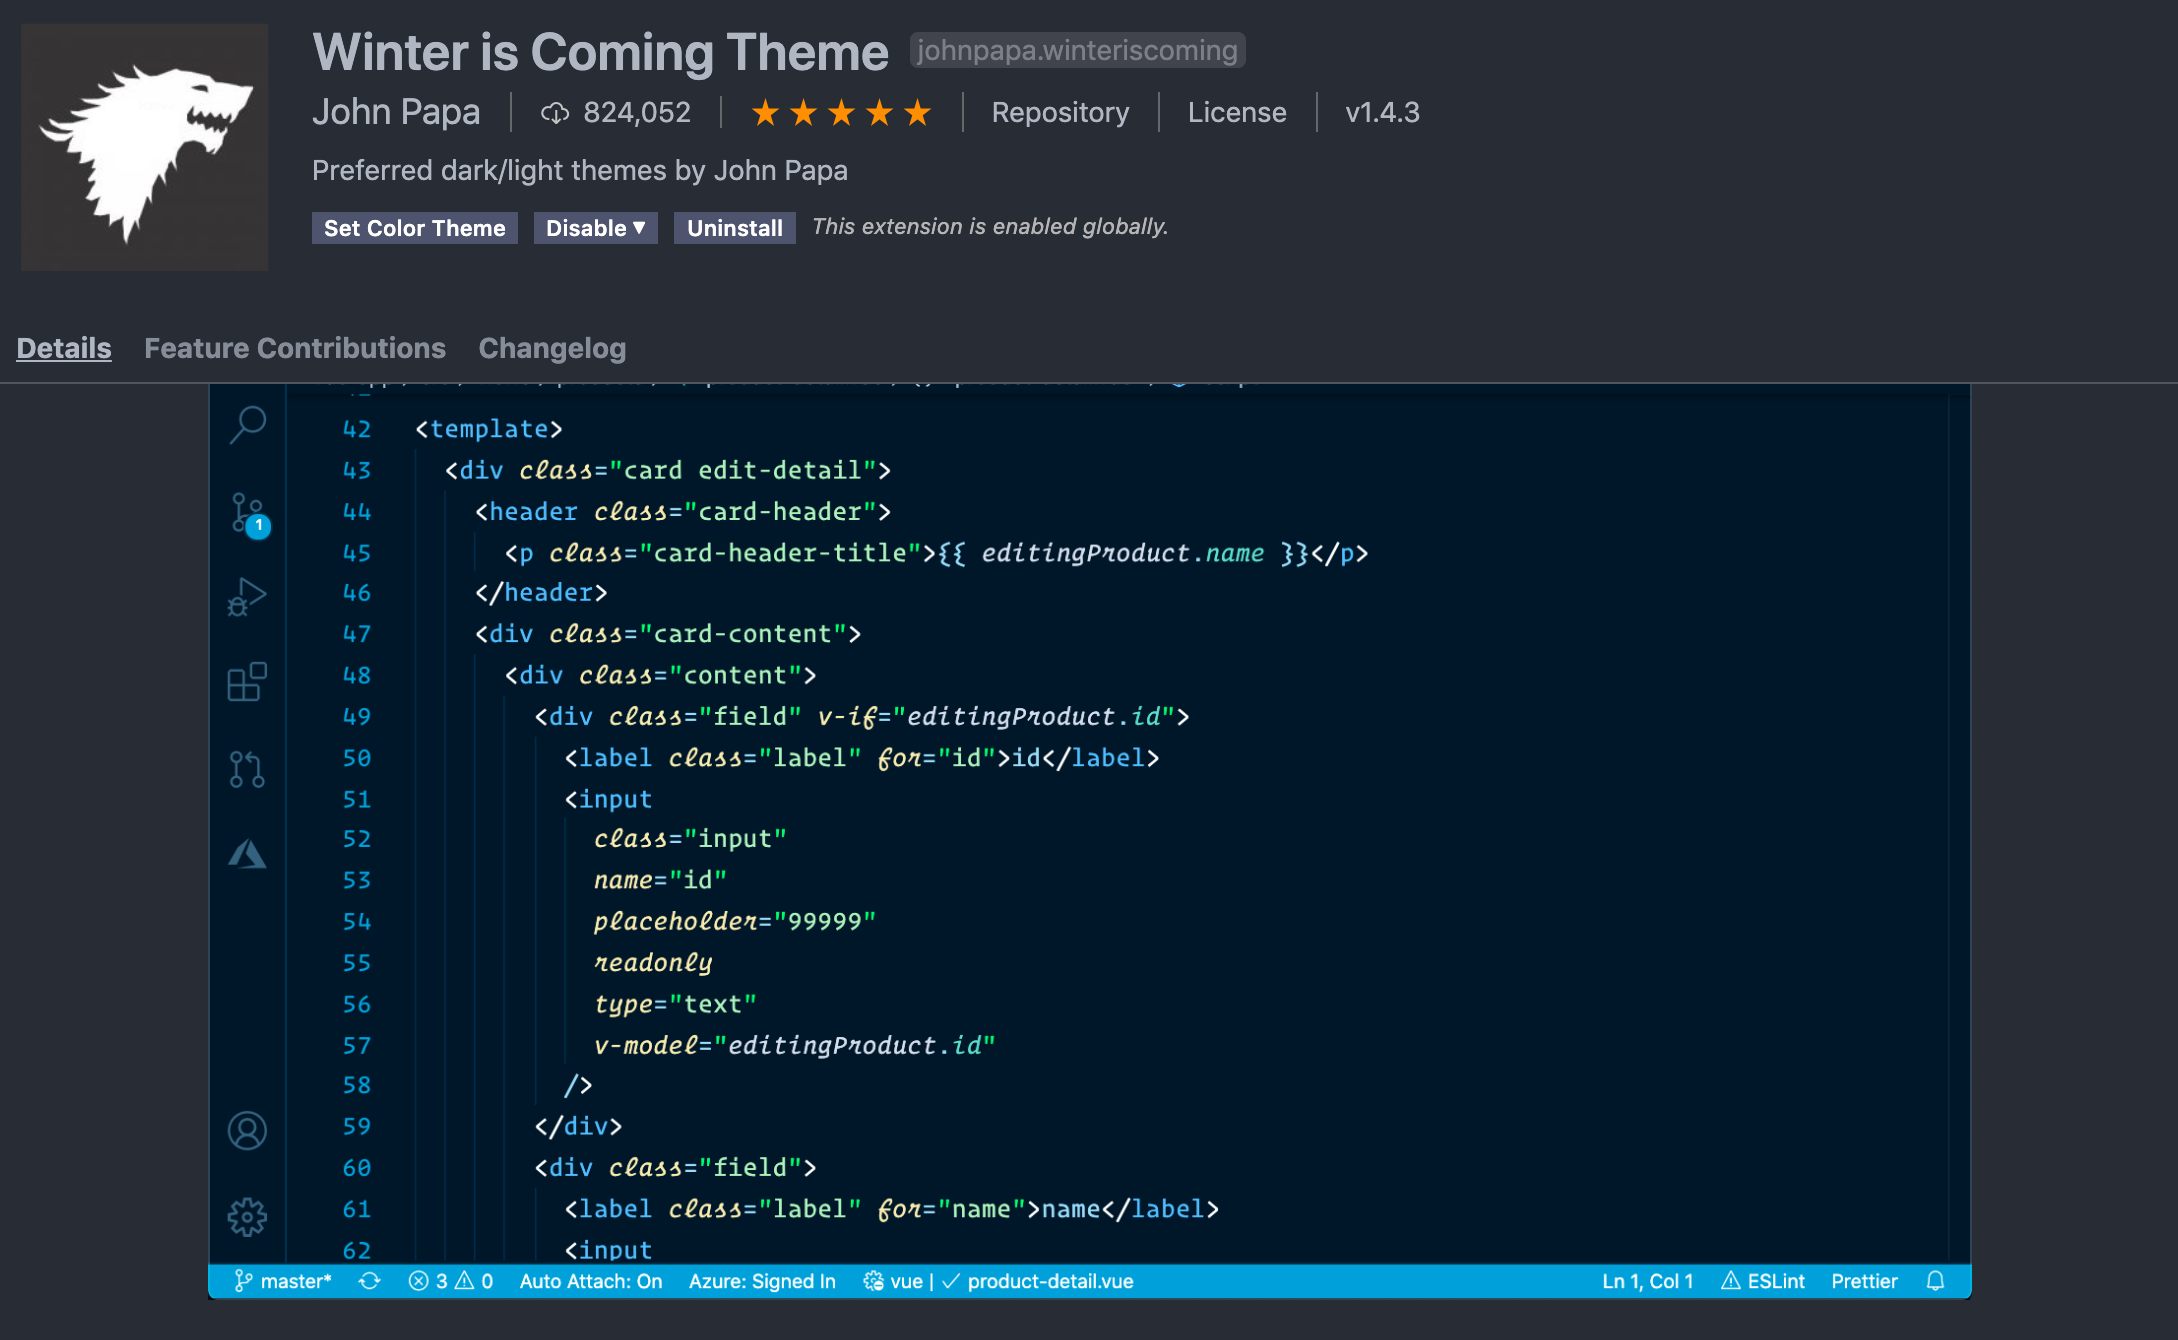 Winter is Coming Theme johnpapa.winteriscoming
John Papa 824,052 Repository License v1.4.3
Preferred dark/light themes by John Papa
Set Color Theme Disable ▼ Uninstall This extension is enabled globally.
Details Feature Contributions Changelog
42 <template>
43 <div class="card edit-detail">
44 <header class="card-header">
1
45 <p class="card-header-title">{{ editingProduct.name }}</p>
46 </header>
47 <div class="card-content">
48 <div class="content">
49 <div class="field" v-if="editingProduct.id">
50 <label class="label" for="id">id</label>
51 <input
52 class="input"
53 name="id"
54 placeholder="99999"
55 readonly
56 type="text"
57 v-model="editingProduct.id"
58 />
59 </div>
60 <div class="field">
61 <label class="label" for="name">name</label>
62 <input
master* 3 0 Auto Attach: On Azure: Signed In vue | ✓ product-detail.vue Ln 1, Col 1 ESLint Prettier